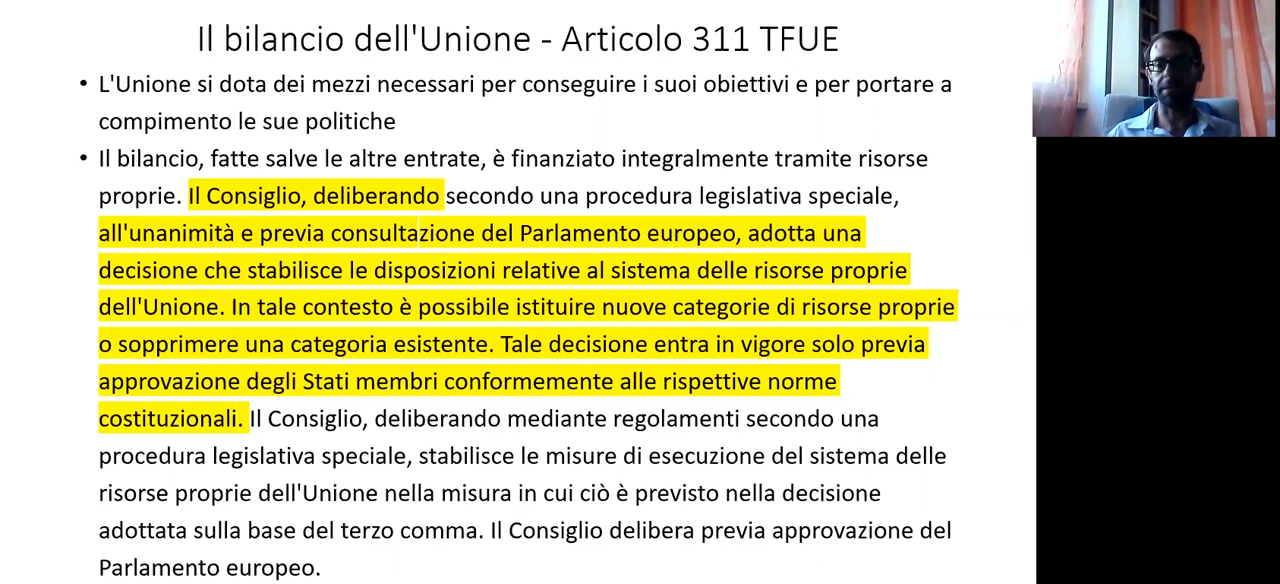 Il bilancio dell'Unione - Articolo 311 TFUE
• L'Unione si dota dei mezzi necessari per conseguire i suoi obiettivi e per portare a
compimento le sue politiche
• Il bilancio, fatte salve le altre entrate, è finanziato integralmente tramite risorse
proprie. Il Consiglio, deliberando secondo una procedura legislativa speciale,
all'unanimità e previa consultazione del Parlamento europeo, adotta una
decisione che stabilisce le disposizioni relative al sistema delle risorse proprie
dell'Unione. In tale contesto è possibile istituire nuove categorie di risorse proprie
o sopprimere una categoria esistente. Tale decisione entra in vigore solo previa
approvazione degli Stati membri conformemente alle rispettive norme
costituzionali. Il Consiglio, deliberando mediante regolamenti secondo una
procedura legislativa speciale, stabilisce le misure di esecuzione del sistema delle
risorse proprie dell'Unione nella misura in cui ciò è previsto nella decisione
adottata sulla base del terzo comma. Il Consiglio delibera previa approvazione del
Parlamento europeo.